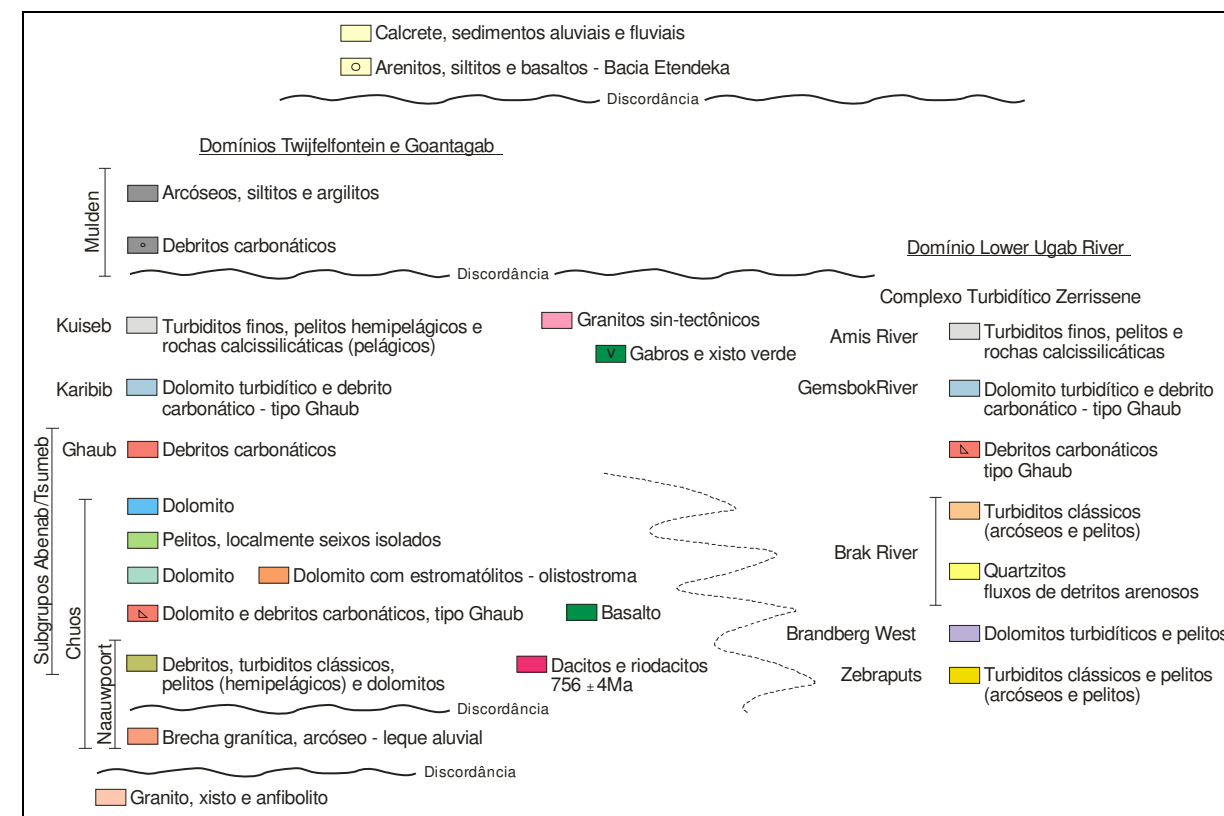 Calcrete, sedimentos aluviais e fluviais
Arenitos, siltitos e basaltos - Bacia Etendeka
Discordância
Domínios Twijfelfontein e Goantagab
Mulden
Arcóseos, siltitos e argilitos
Debritos carbonáticos
Discordância
Kuiseb
Turbiditos finos, pelitos hemipelágicos e
rochas calcissilicáticas (pelágicos)
Granitos sin-tectônicos
V
Gabros e xisto verde
Karibib
Dolomito turbidítico e debrito
carbonático - tipo Ghaub
Subgrupos Abenab/Tsumeb
Ghaub
Debritos carbonáticos
Chuos
Dolomito
Pelitos, localmente seixos isolados
Dolomito
Dolomito com estromatólitos - olistostroma
Dolomito e debritos carbonáticos, tipo Ghaub
Basalto
Naauwpoort
Debritos, turbiditos clássicos,
pelitos (hemipelágicos) e dolomitos
Dacitos e riodacitos
756 ± 4Ma
Discordância
Brecha granítica, arcóseo - leque aluvial
Discordância
Granito, xisto e anfibolito
Domínio Lower Ugab River
Complexo Turbidítico Zerrissene
Amis River
Turbiditos finos, pelitos e
rochas calcissilicáticas
GemsbokRiver
Dolomito turbidítico e debrito
carbonático - tipo Ghaub
Debritos carbonáticos
tipo Ghaub
Brak River
Turbiditos clássicos
(arcóseos e pelitos)
Quartzitos
fluxos de detritos arenosos
Brandberg West
Dolomitos turbidíticos e pelitos
Zebraputs
Turbiditos clássicos e pelitos
(arcóseos e pelitos)